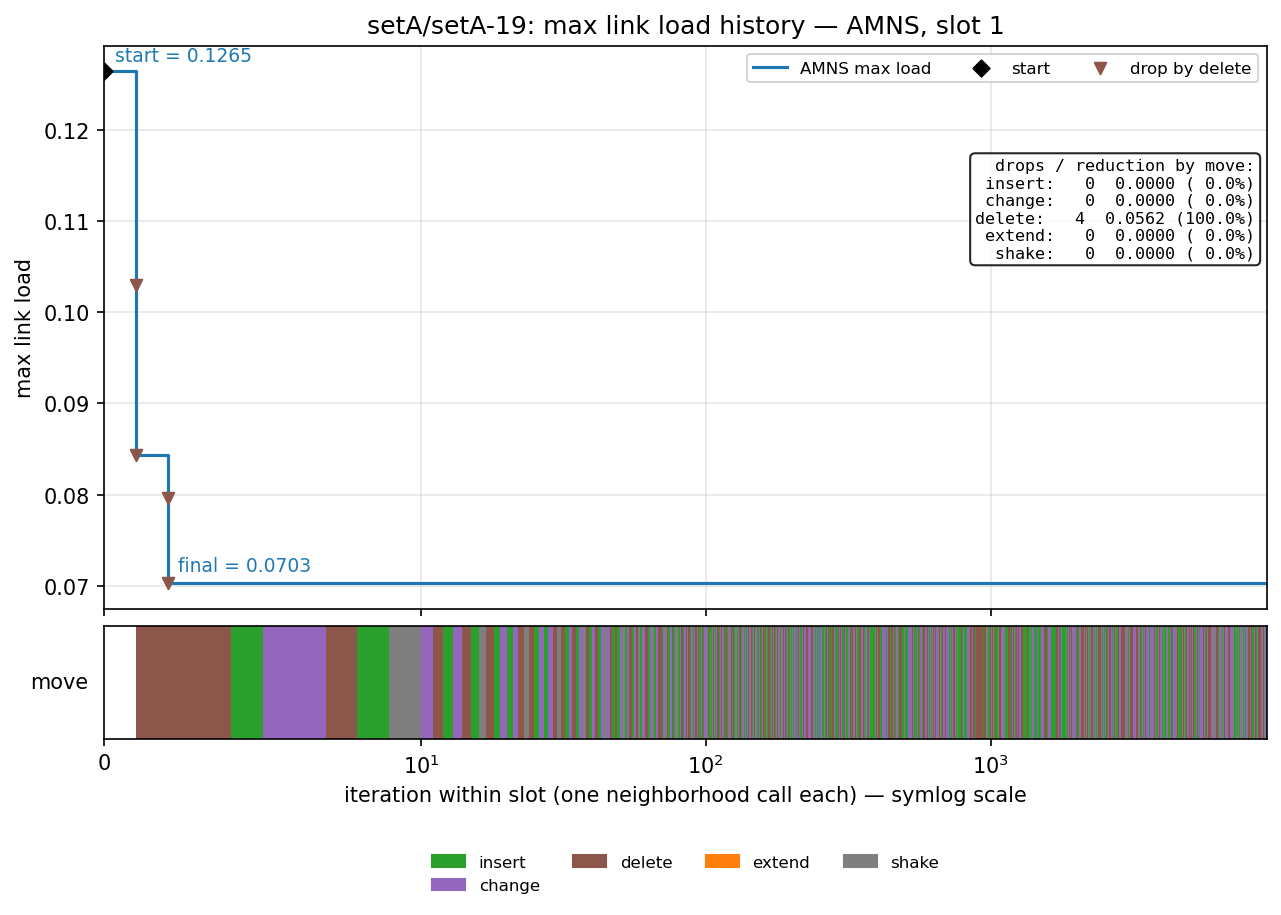 setA/setA-19: max link load history — AMNS, slot 1
start = 0.1265
AMNS max load
start
drop by delete
drops / reduction by move:
insert:   0  0.0000 ( 0.0%)
change:   0  0.0000 ( 0.0%)
delete:   4  0.0562 (100.0%)
extend:   0  0.0000 ( 0.0%)
shake:   0  0.0000 ( 0.0%)
max link load
0.12
0.11
0.10
0.09
0.08
0.07
final = 0.0703
move
0
10¹
10²
10³
iteration within slot (one neighborhood call each) — symlog scale
insert
delete
extend
shake
change